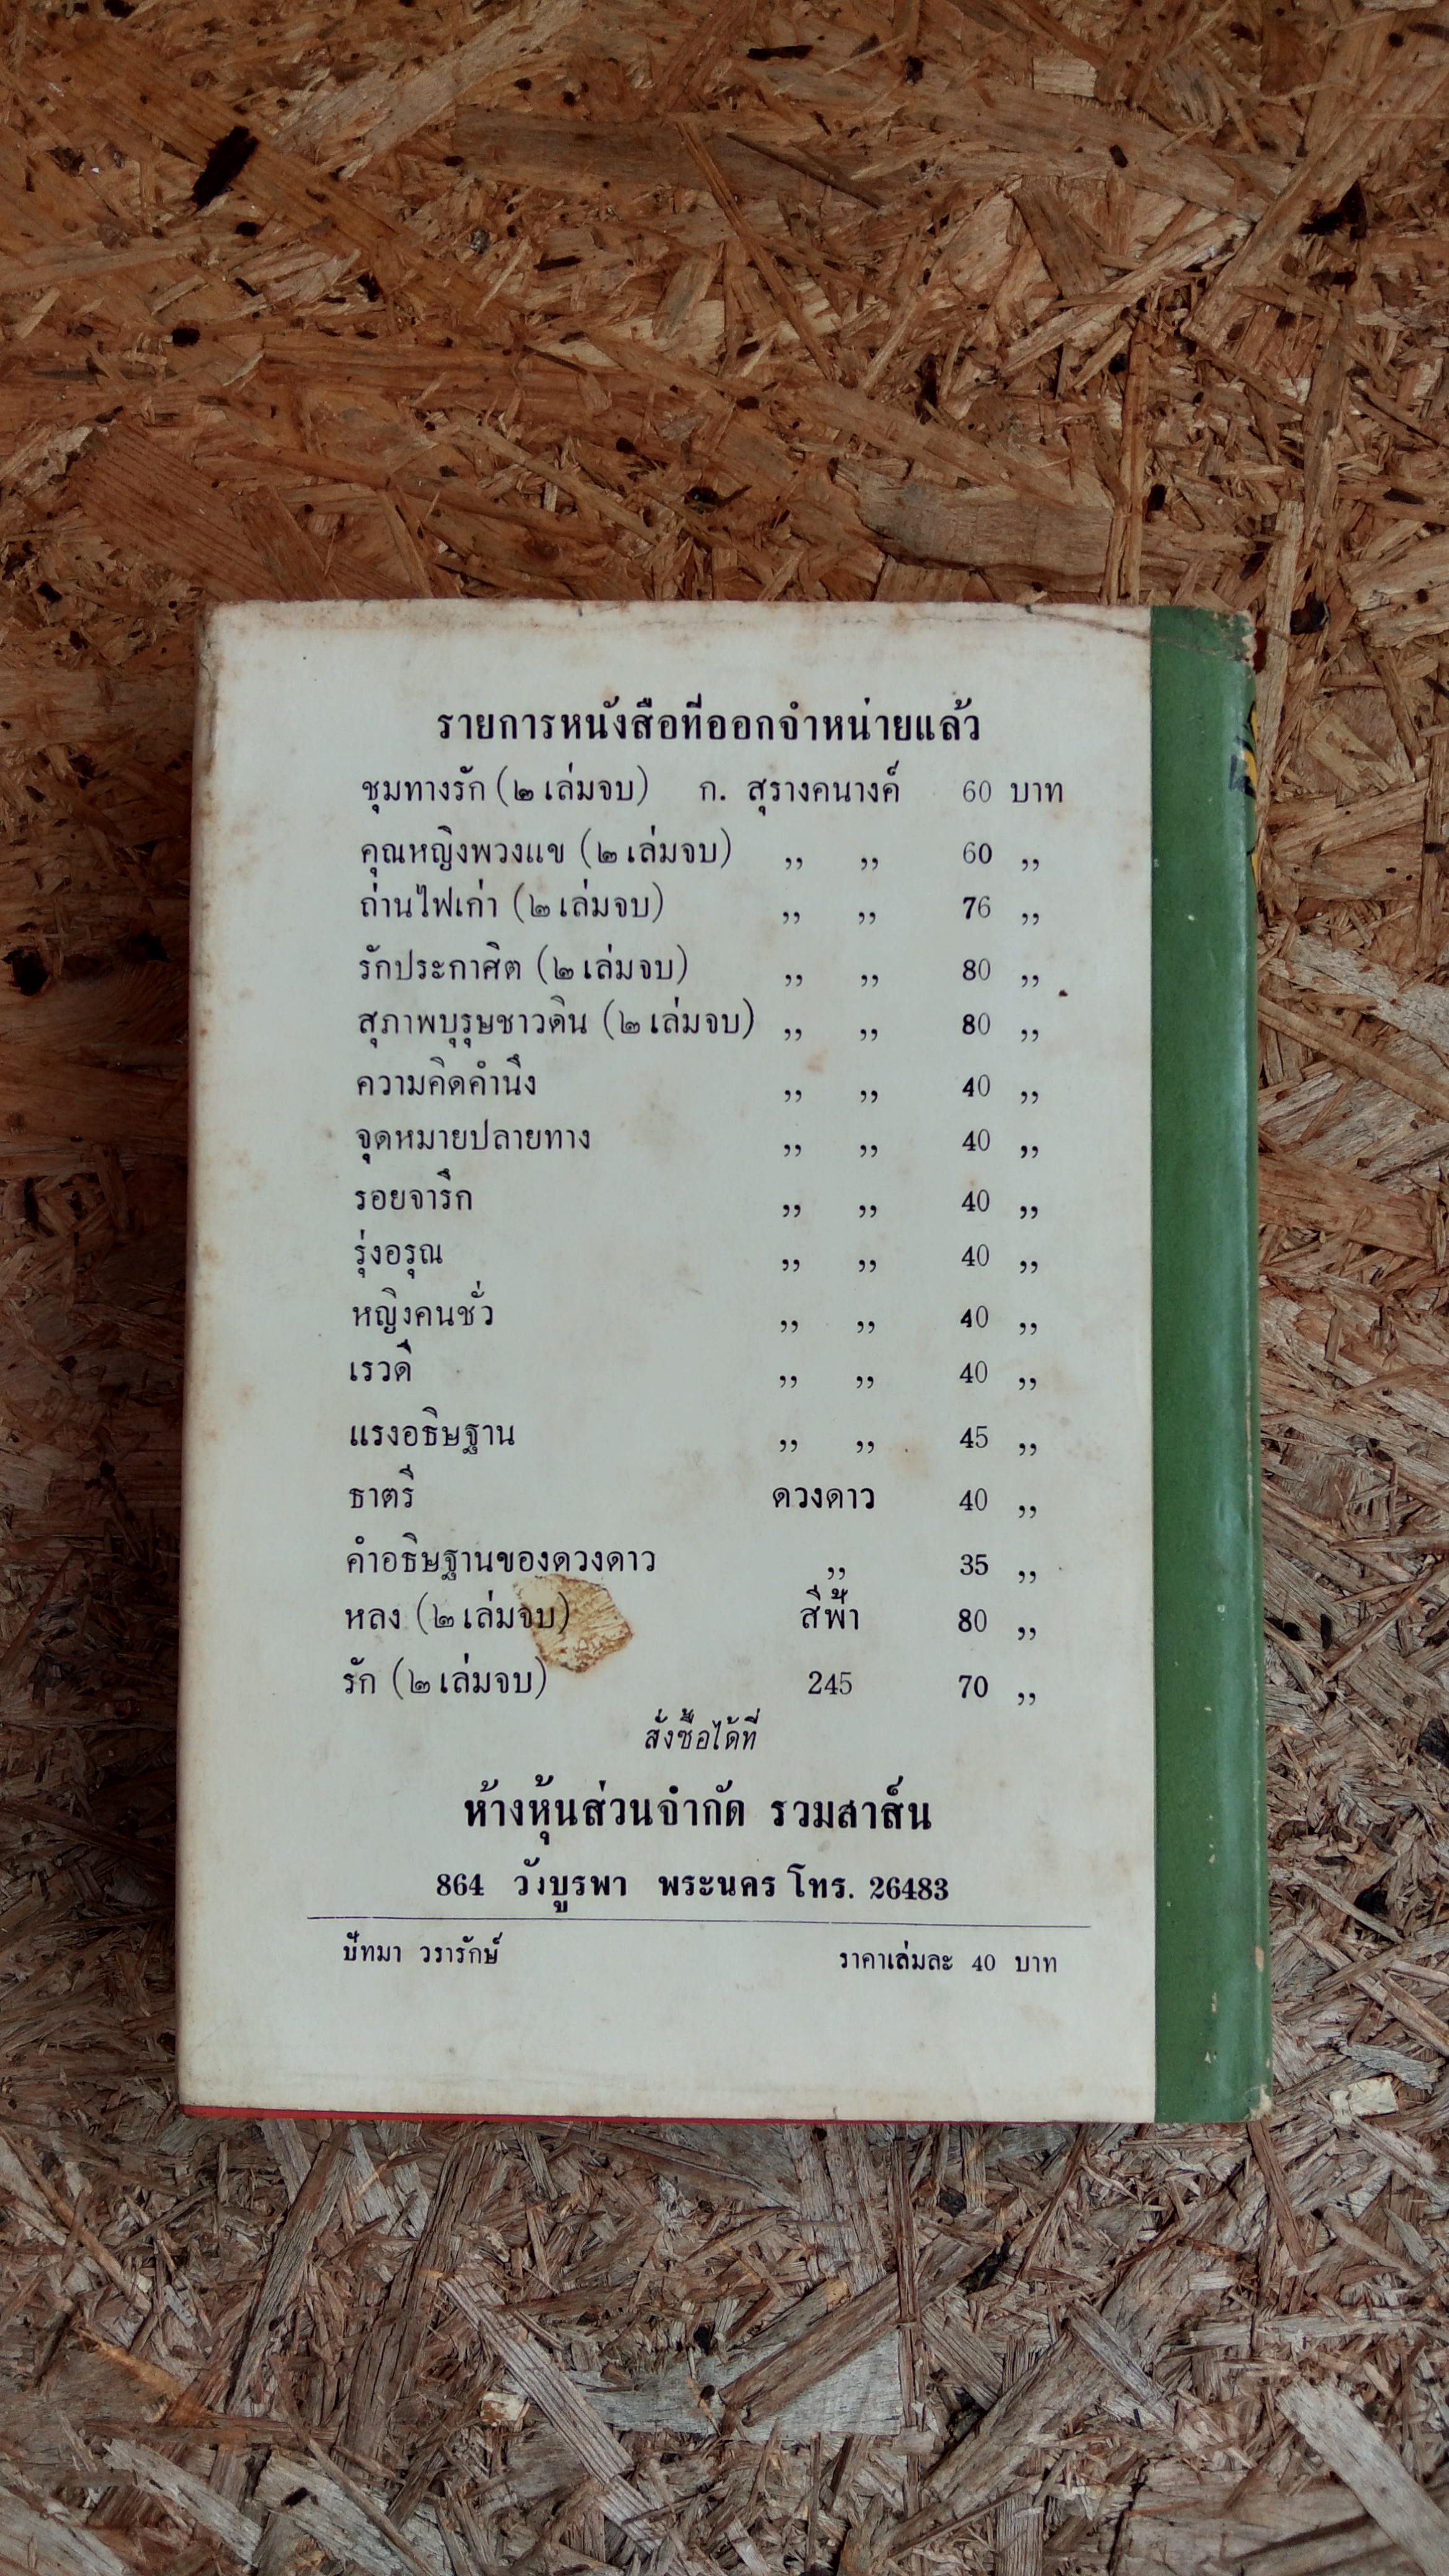 รายการหนังสือที่ออกจำหน่ายแล้ว
ชุมทางรัก (๒ เล่มจบ) ก. สุรางคนางค์ 60 บาท
คุณหญิงพวงแข (๒ เล่มจบ) ,, ,, 60 ,,
ถ่านไฟเก่า (๒ เล่มจบ) ,, ,, 76 ,,
รักประกาศิต (๒ เล่มจบ) ,, ,, 80 ,,
สุภาพบุรุษชาวดิน (๒ เล่มจบ) ,, ,, 80 ,,
ความคิดคำนึง ,, ,, 40 ,,
จุดหมายปลายทาง ,, ,, 40 ,,
รอยจารึก ,, ,, 40 ,,
รุ่งอรุณ ,, ,, 40 ,,
หญิงคนชั่ว ,, ,, 40 ,,
เรวดี ,, ,, 40 ,,
แรงอธิษฐาน ,, ,, 45 ,,
ธาตรี ดวงดาว 40 ,,
คำอธิษฐานของดวงดาว ,, 35 ,,
หลง (๒ เล่มจบ) สีฟ้า 80 ,,
รัก (๒ เล่มจบ) 245 70 ,,
สั่งซื้อได้ที่
ห้างหุ้นส่วนจำกัด รวมสาส์น
864 วังบูรพา พระนคร โทร. 26483
ปัทมา วรารักษ์ ราคาเล่มละ 40 บาท